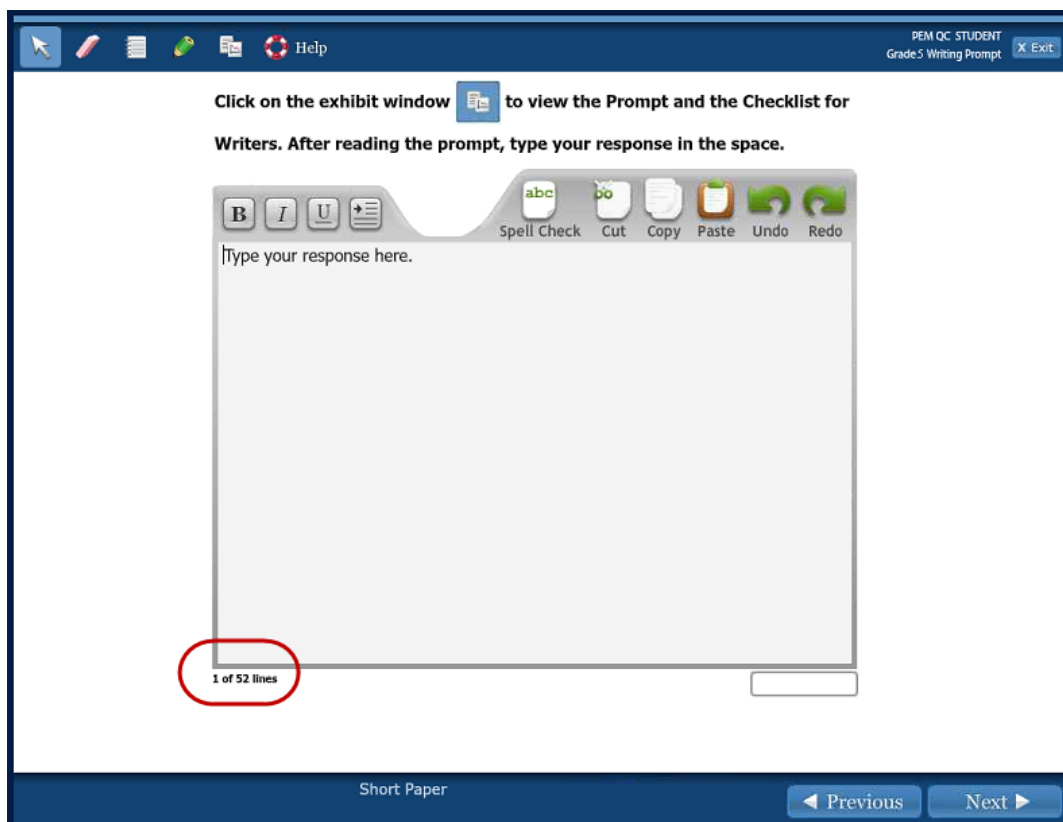 Help
PEM QC STUDENT
Grade 5 Writing Prompt
X Exit
Click on the exhibit window to view the Prompt and the Checklist for
Writers. After reading the prompt, type your response in the space.
B I U
abc
Spell Check Cut Copy Paste Undo Redo
Type your response here.
1 of 52 lines
Short Paper
Previous
Next